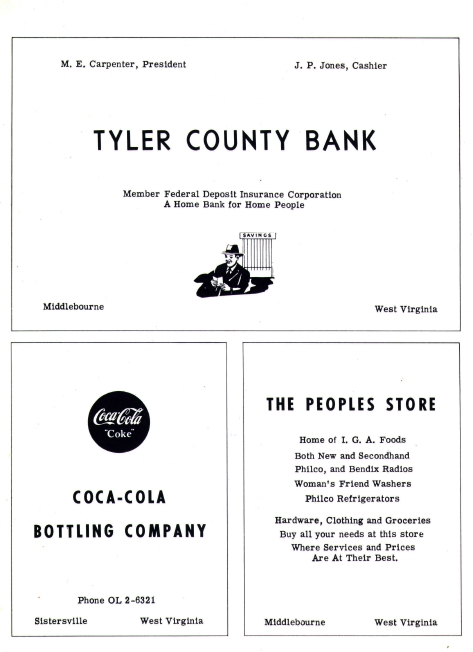 M. E. Carpenter, President J. P. Jones, Cashier
TYLER COUNTY BANK
Member Federal Deposit Insurance Corporation
A Home Bank for Home People
SAVINGS
Middlebourne West Virginia
Coca-Cola
"Coke"
COCA-COLA
BOTTLING COMPANY
Phone OL 2-6321
Sistersville West Virginia
THE PEOPLES STORE
Home of I. G. A. Foods
Both New and Secondhand
Philco, and Bendix Radios
Woman's Friend Washers
Philco Refrigerators
Hardware, Clothing and Groceries
Buy all your needs at this store
Where Services and Prices
Are At Their Best.
Middlebourne West Virginia